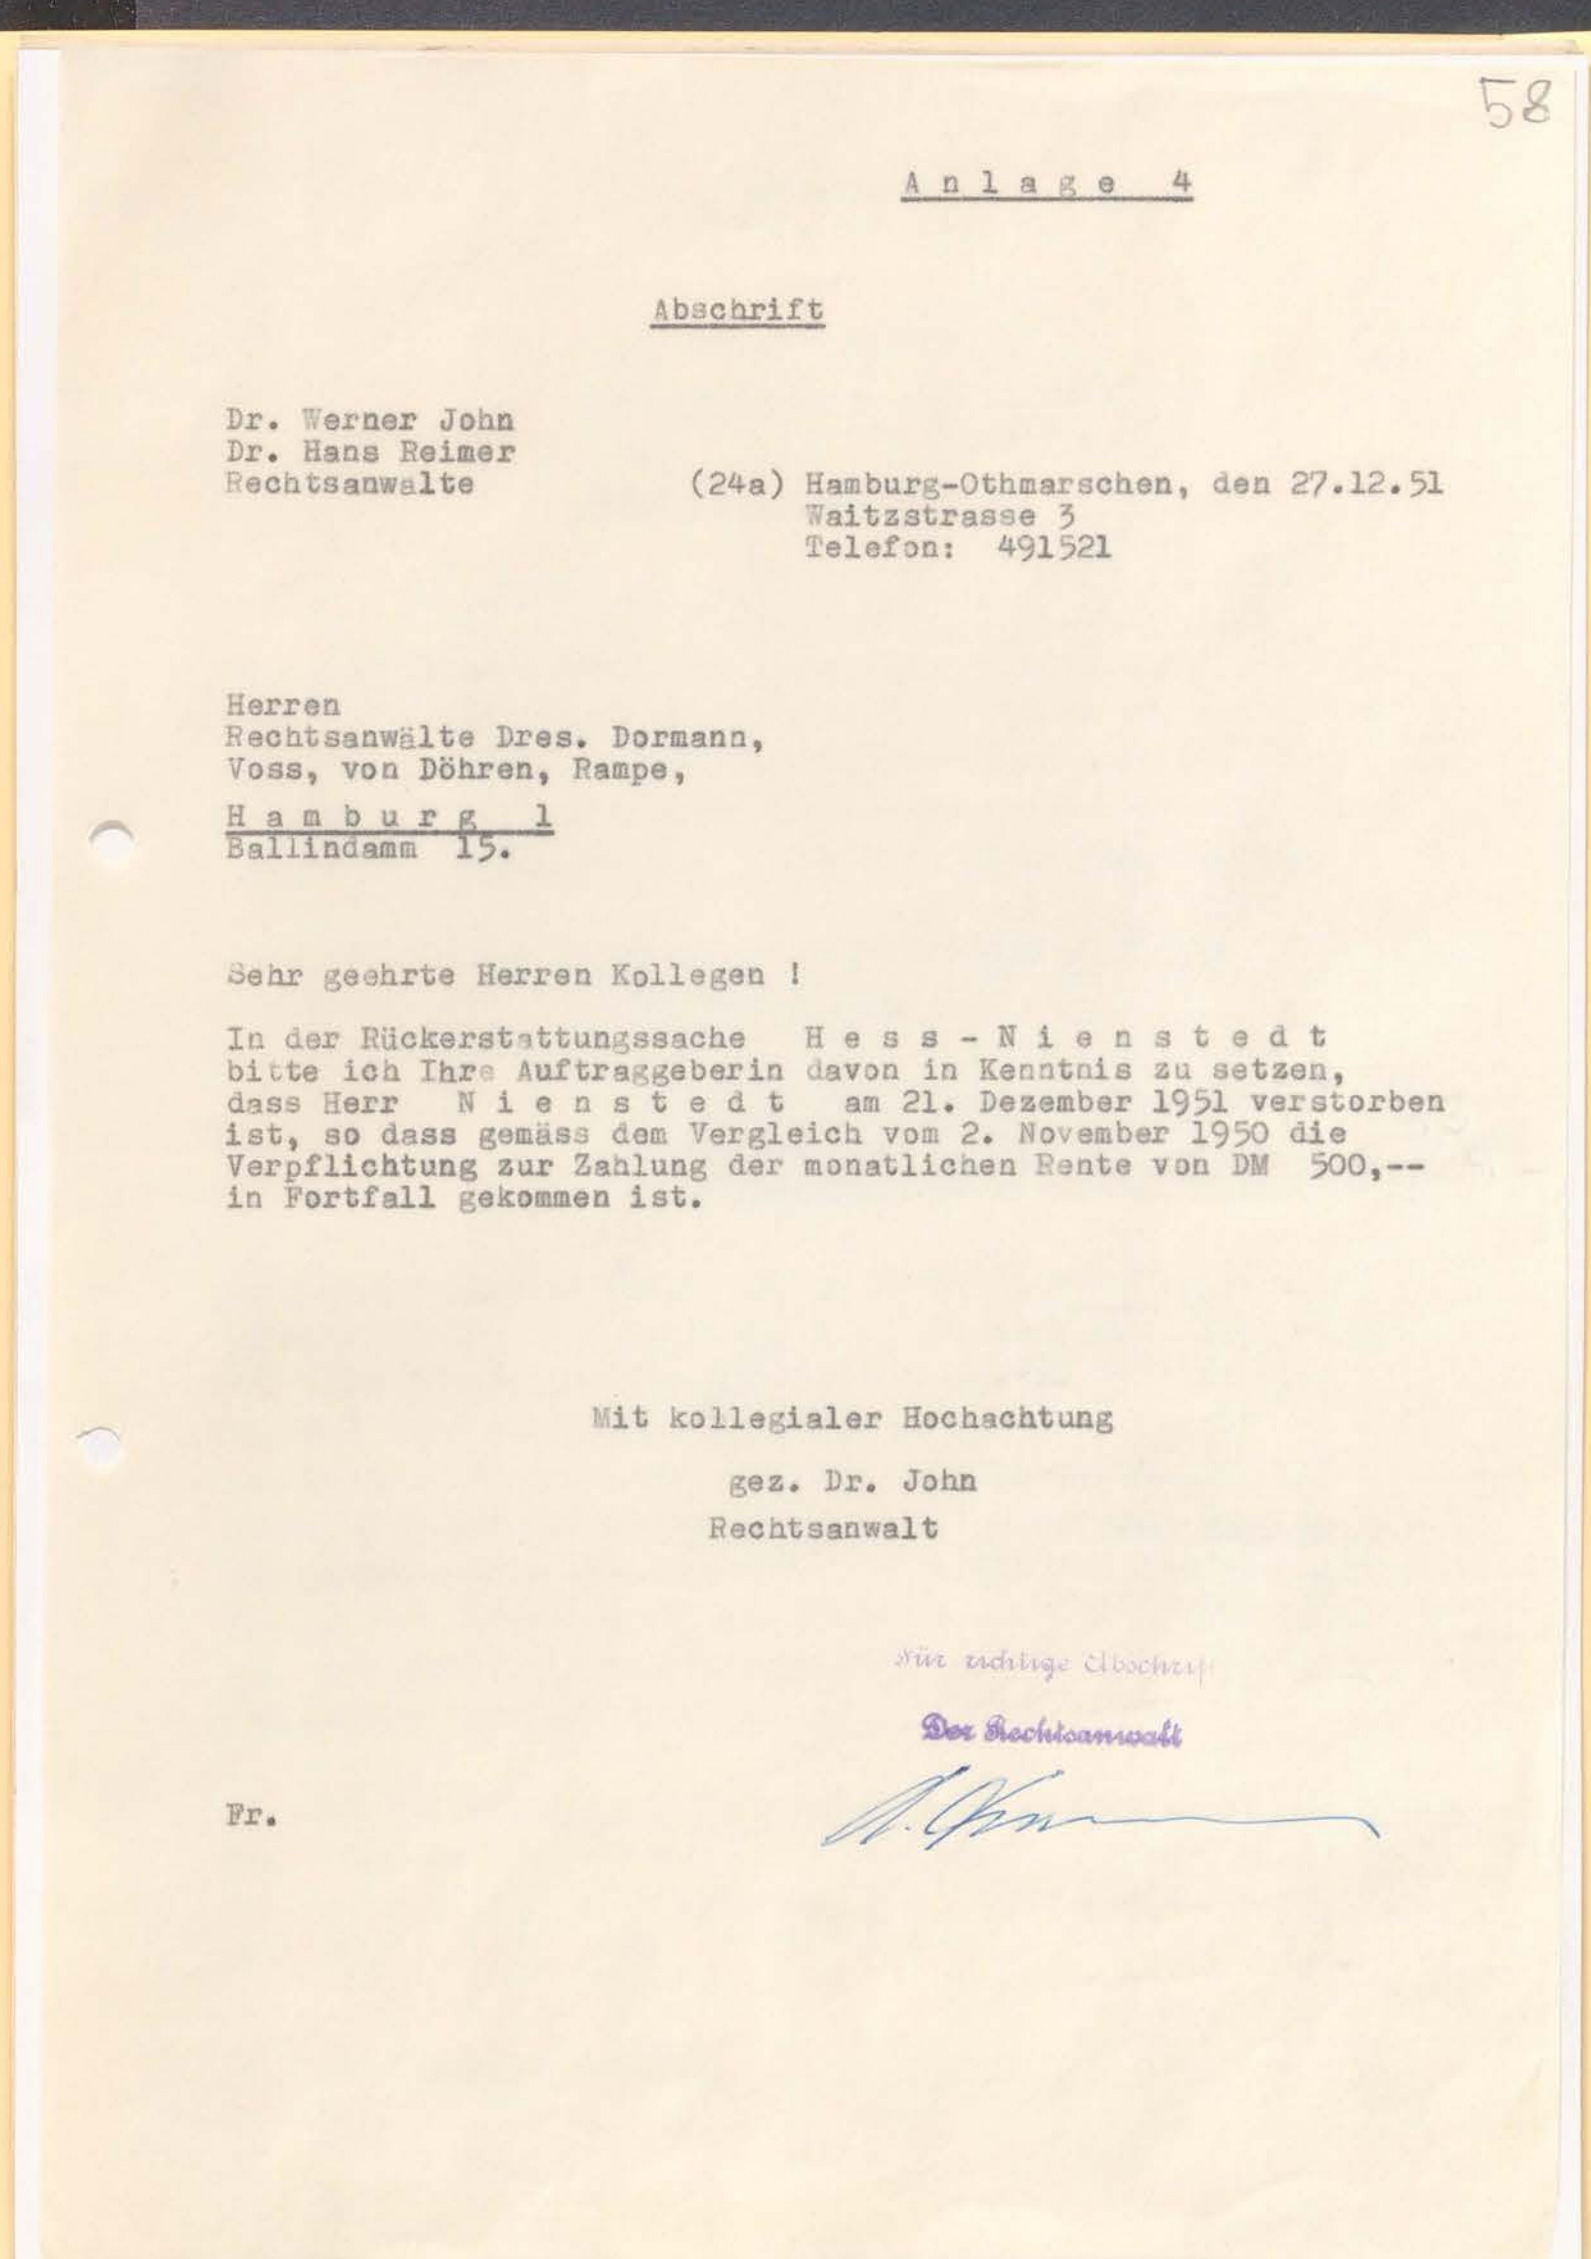 58
A n l a g e 4
Abschrift
Dr. Werner John
Dr. Hans Reimer
Rechtsanwalte
(24a) Hamburg-Othmarschen, den 27.12.51
Waitzstrasse 3
Telefon: 491521
Herren
Rechtsanwälte Dres. Dormann,
Voss, von Döhren, Rampe,
H a m b u r g 1
Ballindamm 15.
Sehr geehrte Herren Kollegen !
In der Rückerstattungssache H e s s - N i e n s t e d t
bitte ich Ihre Auftraggeberin davon in Kenntnis zu setzen,
dass Herr N i e n s t e d t am 21. Dezember 1951 verstorben
ist, so dass gemäss dem Vergleich vom 2. November 1950 die
Verpflichtung zur Zahlung der monatlichen Rente von DM 500,--
in Fortfall gekommen ist.
Mit kollegialer Hochachtung
gez. Dr. John
Rechtsanwalt
Für richtige Abschrift
Der Rechtsanwalt
Fr.